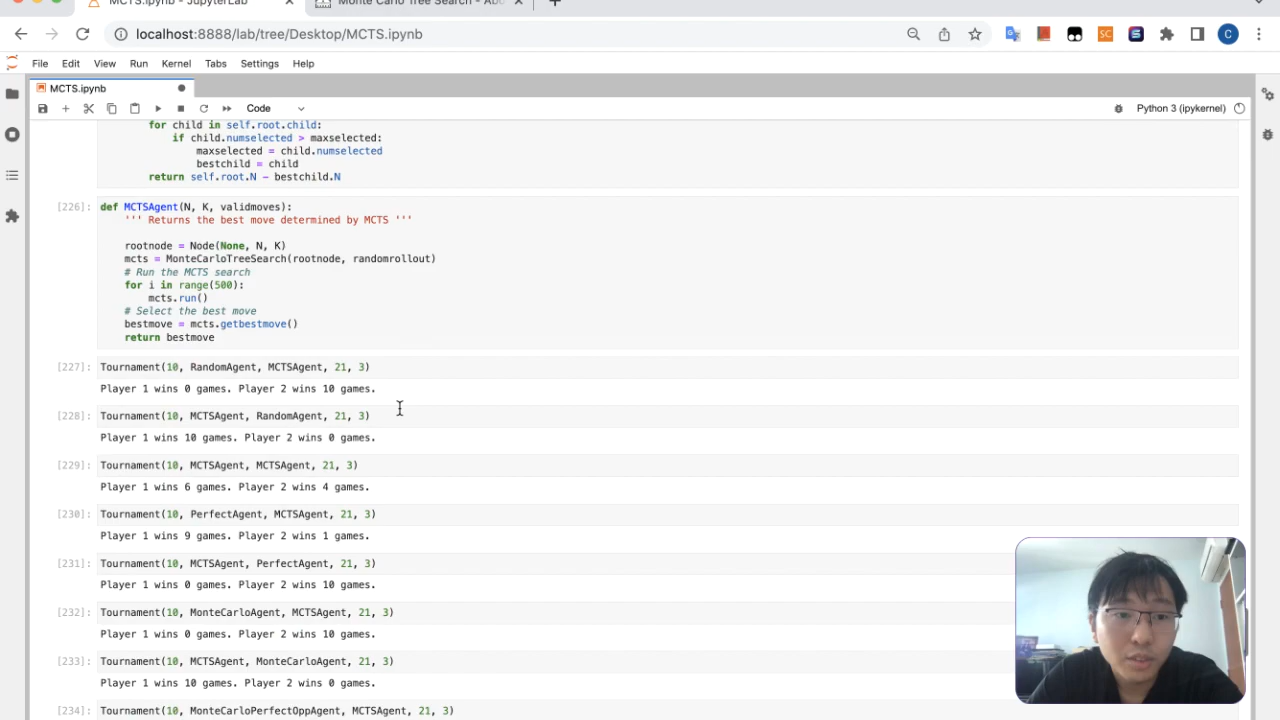 MCTS.ipynb - JupyterLab
Monte Carlo Tree Search - Abo
localhost:8888/lab/tree/Desktop/MCTS.ipynb
SC
C
File Edit View Run Kernel Tabs Settings Help
MCTS.ipynb
Code
Python 3 (ipykernel)
for child in self.root.child:
if child.numselected > maxselected:
maxselected = child.numselected
bestchild = child
return self.root.N - bestchild.N
[226]: def MCTSAgent(N, K, validmoves):
''' Returns the best move determined by MCTS '''
rootnode = Node(None, N, K)
mcts = MonteCarloTreeSearch(rootnode, randomrollout)
# Run the MCTS search
for i in range(500):
mcts.run()
# Select the best move
bestmove = mcts.getbestmove()
return bestmove
[227]: Tournament(10, RandomAgent, MCTSAgent, 21, 3)
Player 1 wins 0 games. Player 2 wins 10 games.
[228]: Tournament(10, MCTSAgent, RandomAgent, 21, 3)
Player 1 wins 10 games. Player 2 wins 0 games.
[229]: Tournament(10, MCTSAgent, MCTSAgent, 21, 3)
Player 1 wins 6 games. Player 2 wins 4 games.
[230]: Tournament(10, PerfectAgent, MCTSAgent, 21, 3)
Player 1 wins 9 games. Player 2 wins 1 games.
[231]: Tournament(10, MCTSAgent, PerfectAgent, 21, 3)
Player 1 wins 0 games. Player 2 wins 10 games.
[232]: Tournament(10, MonteCarloAgent, MCTSAgent, 21, 3)
Player 1 wins 0 games. Player 2 wins 10 games.
[233]: Tournament(10, MCTSAgent, MonteCarloAgent, 21, 3)
Player 1 wins 10 games. Player 2 wins 0 games.
[234]: Tournament(10, MonteCarloPerfectOppAgent, MCTSAgent, 21, 3)